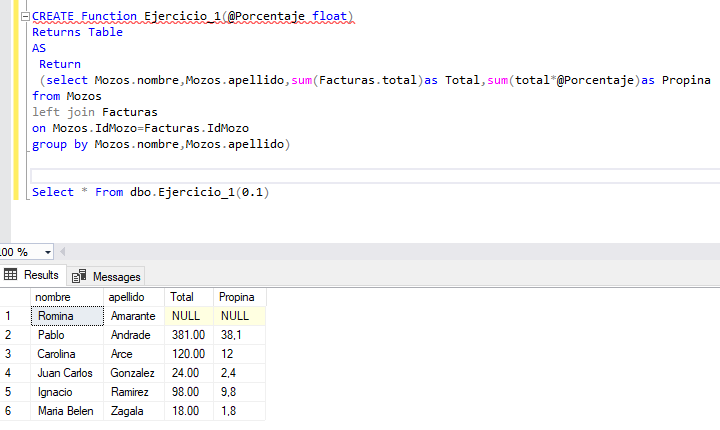 CREATE Function Ejercicio_1(@Porcentaje float)
Returns Table
AS
Return
(select Mozos.nombre,Mozos.apellido,sum(Facturas.total)as Total,sum(total*@Porcentaje)as Propina
from Mozos
left join Facturas
on Mozos.IdMozo=Facturas.IdMozo
group by Mozos.nombre,Mozos.apellido)
Select * From dbo.Ejercicio_1(0.1)
.00 %
Results Messages
nombre apellido Total Propina
1 Romina Amarante NULL NULL
2 Pablo Andrade 381.00 38,1
3 Carolina Arce 120.00 12
4 Juan Carlos Gonzalez 24.00 2,4
5 Ignacio Ramirez 98.00 9,8
6 Maria Belen Zagala 18.00 1,8